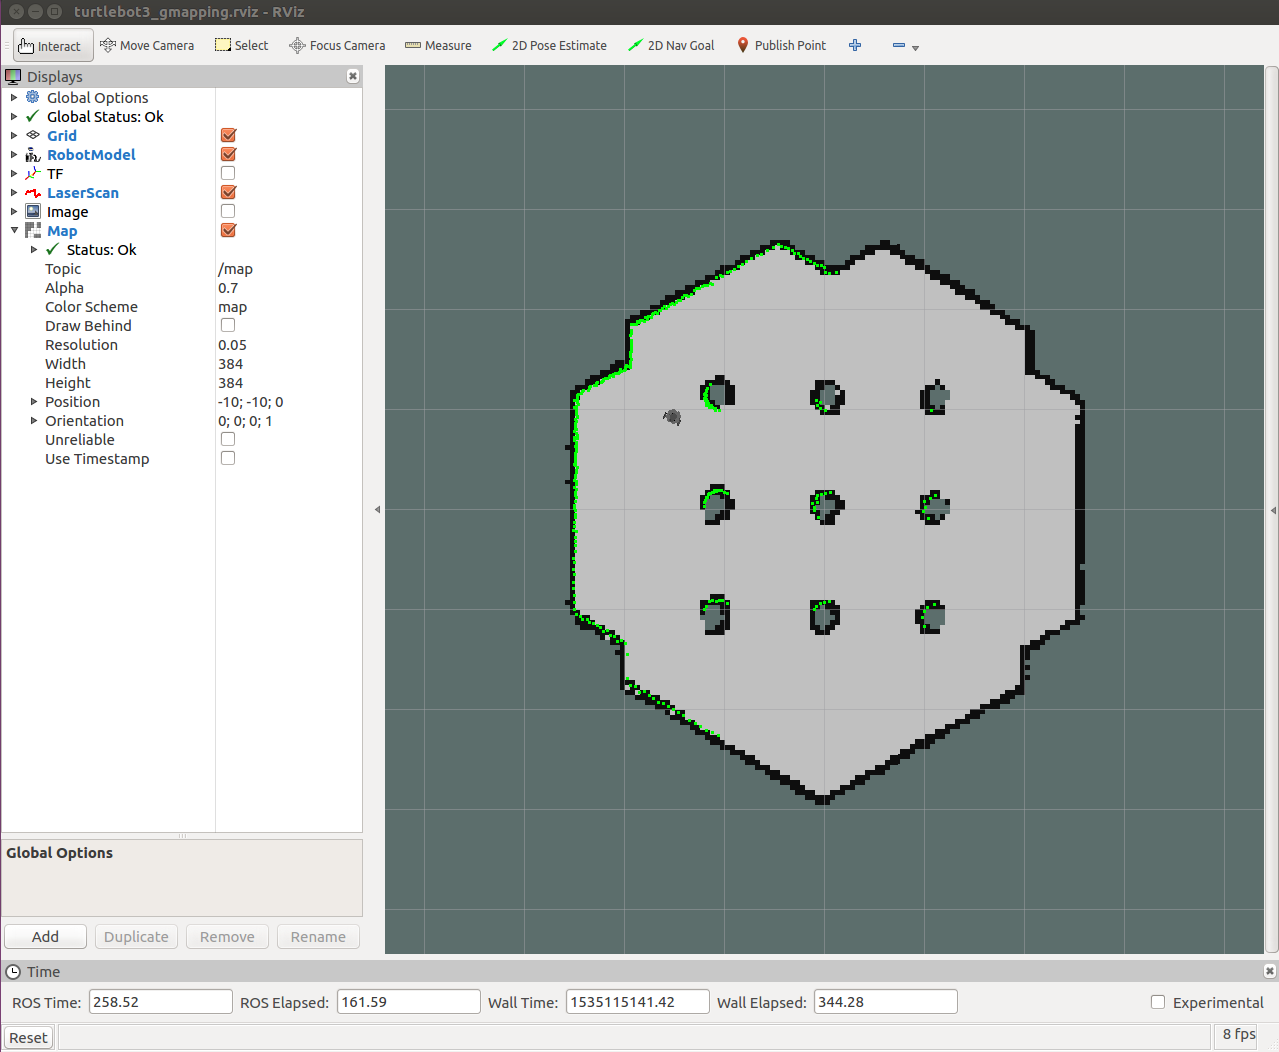 turtlebot3_gmapping.rviz - RViz
Interact Move Camera Select Focus Camera Measure 2D Pose Estimate 2D Nav Goal Publish Point
Displays
Global Options
Global Status: Ok
Grid
RobotModel
TF
LaserScan
Image
Map
Status: Ok
Topic /map
Alpha 0.7
Color Scheme map
Draw Behind
Resolution 0.05
Width 384
Height 384
Position -10; -10; 0
Orientation 0; 0; 0; 1
Unreliable
Use Timestamp
Global Options
Add Duplicate Remove Rename
Time
ROS Time: 258.52 ROS Elapsed: 161.59 Wall Time: 1535115141.42 Wall Elapsed: 344.28 Experimental
Reset 8 fps